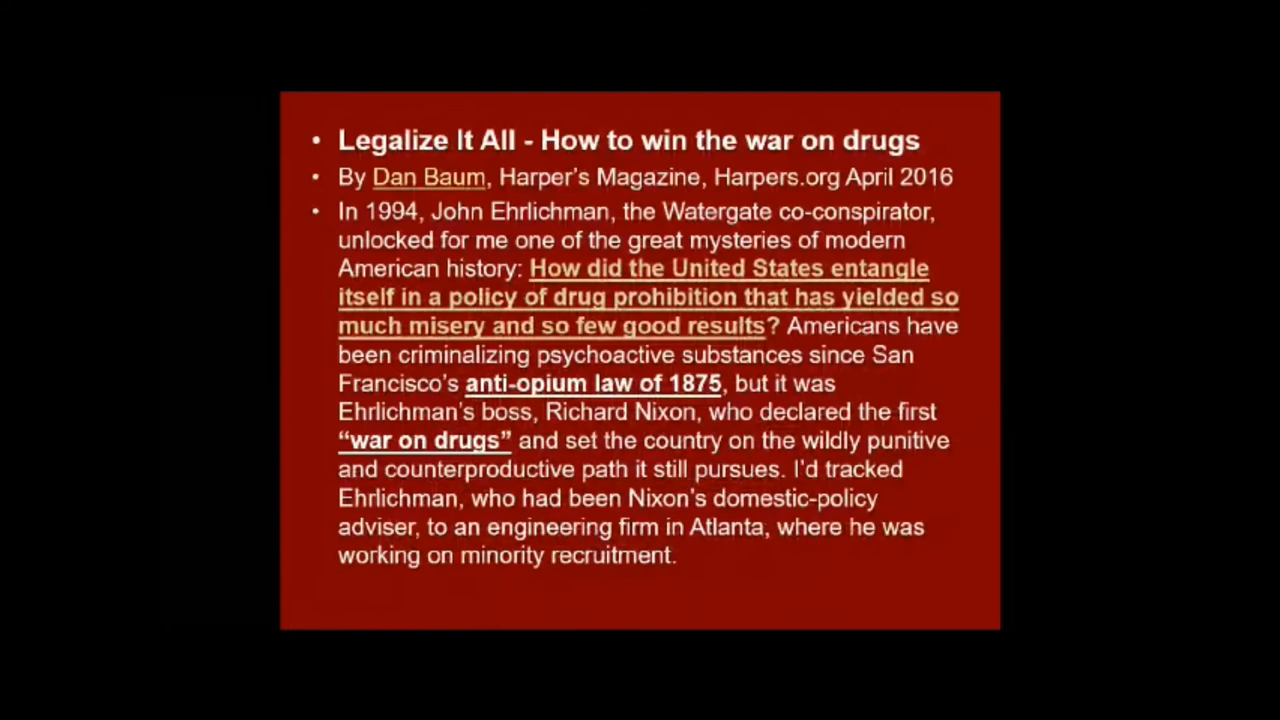 • Legalize It All - How to win the war on drugs
• By Dan Baum, Harper’s Magazine, Harpers.org April 2016
• In 1994, John Ehrlichman, the Watergate co-conspirator,
unlocked for me one of the great mysteries of modern
American history: How did the United States entangle
itself in a policy of drug prohibition that has yielded so
much misery and so few good results? Americans have
been criminalizing psychoactive substances since San
Francisco’s anti-opium law of 1875, but it was
Ehrlichman’s boss, Richard Nixon, who declared the first
“war on drugs” and set the country on the wildly punitive
and counterproductive path it still pursues. I’d tracked
Ehrlichman, who had been Nixon’s domestic-policy
adviser, to an engineering firm in Atlanta, where he was
working on minority recruitment.